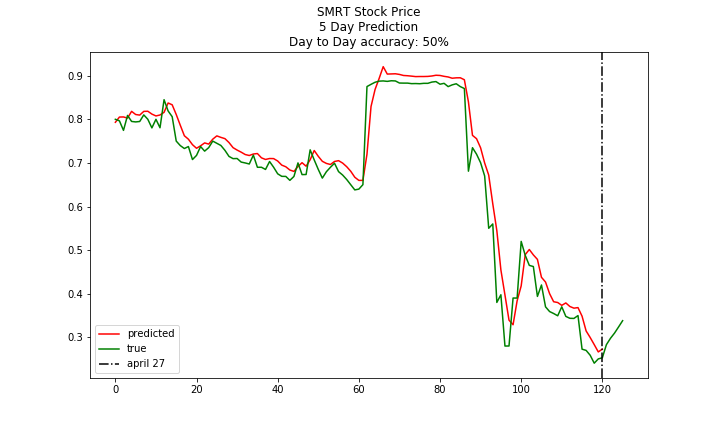 SMRT Stock Price
5 Day Prediction
Day to Day accuracy: 50%
0.9
0.8
0.7
0.6
0.5
0.4
0.3
predicted
true
april 27
0 20 40 60 80 100 120